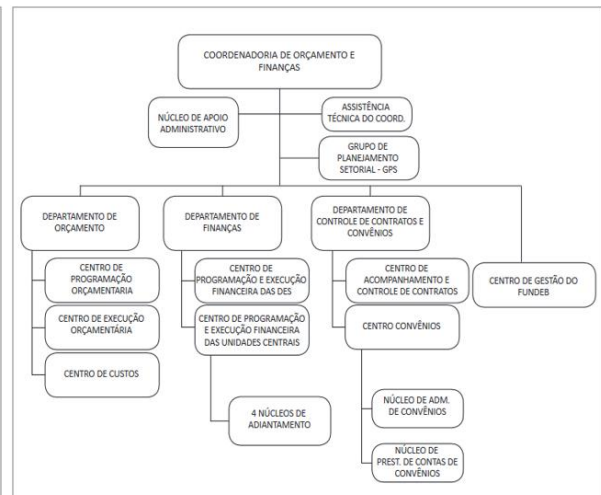 COORDENADORIA DE ORÇAMENTO E
FINANÇAS
NÚCLEO DE APOIO
ADMINISTRATIVO
ASSISTÊNCIA
TÉCNICA DO COORD.
GRUPO DE
PLANEJAMENTO
SETORIAL - GPS
DEPARTAMENTO DE
ORÇAMENTO
CENTRO DE
PROGRAMAÇÃO
ORÇAMENTARIA
CENTRO DE EXECUÇÃO
ORÇAMENTÁRIA
CENTRO DE CUSTOS
DEPARTAMENTO DE
FINANÇAS
CENTRO DE
PROGRAMAÇÃO E EXECUÇÃO
FINANCEIRA DAS DES
CENTRO DE PROGRAMAÇÃO
E EXECUÇÃO FINANCEIRA
DAS UNIDADES CENTRAIS
4 NÚCLEOS DE
ADIANTAMENTO
DEPARTAMENTO DE
CONTROLE DE CONTRATOS E
CONVÊNIOS
CENTRO DE
ACOMPANHAMENTO E
CONTROLE DE CONTRATOS
CENTRO CONVÊNIOS
NÚCLEO DE ADM.
DE CONVÊNIOS
NÚCLEO DE
PREST. DE CONTAS DE
CONVÊNIOS
CENTRO DE GESTÃO DO
FUNDEB